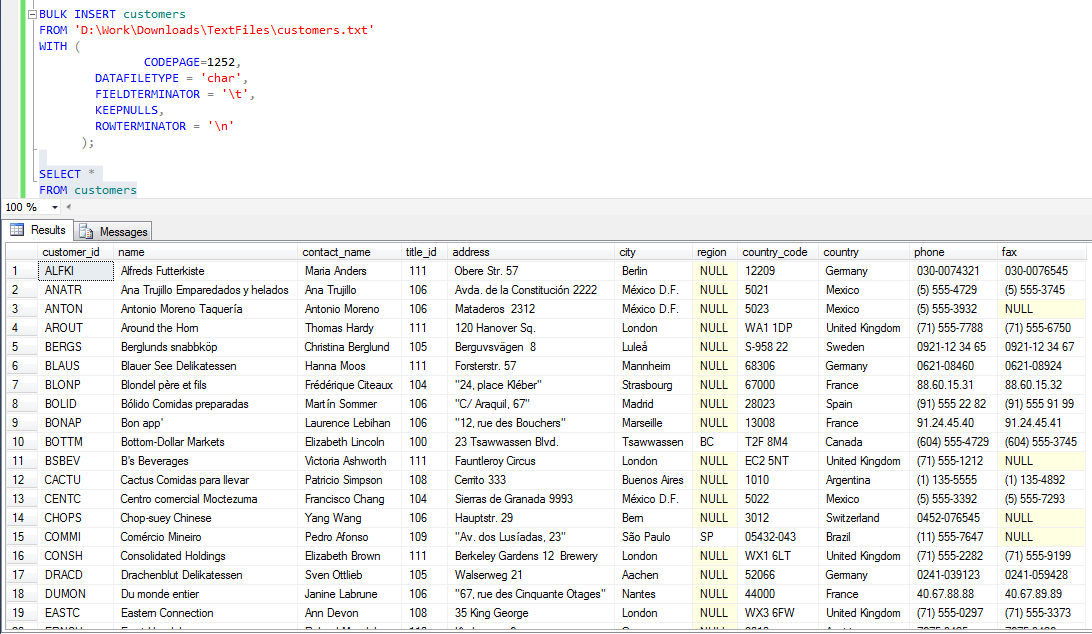 BULK INSERT customers
FROM 'D:\Work\Downloads\TextFiles\customers.txt'
WITH (
CODEPAGE=1252,
DATAFILETYPE = 'char',
FIELDTERMINATOR = '\t',
KEEPNULLS,
ROWTERMINATOR = '\n'
);
SELECT *
FROM customers
100 %
Results Messages
customer_id name contact_name title_id address city region country_code country phone fax
1 ALFKI Alfreds Futterkiste Maria Anders 111 Obere Str. 57 Berlin NULL 12209 Germany 030-0074321 030-0076545
2 ANATR Ana Trujillo Emparedados y helados Ana Trujillo 106 Avda. de la Constitución 2222 México D.F. NULL 5021 Mexico (5) 555-4729 (5) 555-3745
3 ANTON Antonio Moreno Taquería Antonio Moreno 106 Mataderos  2312 México D.F. NULL 5023 Mexico (5) 555-3932 NULL
4 AROUT Around the Horn Thomas Hardy 111 120 Hanover Sq. London NULL WA1 1DP United Kingdom (71) 555-7788 (71) 555-6750
5 BERGS Berglunds snabbköp Christina Berglund 105 Berguvsvägen  8 Luleå NULL S-958 22 Sweden 0921-12 34 65 0921-12 34 67
6 BLAUS Blauer See Delikatessen Hanna Moos 111 Forsterstr. 57 Mannheim NULL 68306 Germany 0621-08460 0621-08924
7 BLONP Blondel père et fils Frédérique Citeaux 104 "24, place Kléber" Strasbourg NULL 67000 France 88.60.15.31 88.60.15.32
8 BOLID Bólido Comidas preparadas Martín Sommer 106 "C/ Araquil, 67" Madrid NULL 28023 Spain (91) 555 22 82 (91) 555 91 99
9 BONAP Bon app' Laurence Lebihan 106 "12, rue des Bouchers" Marseille NULL 13008 France 91.24.45.40 91.24.45.41
10 BOTTM Bottom-Dollar Markets Elizabeth Lincoln 100 23 Tsawwassen Blvd. Tsawwassen BC T2F 8M4 Canada (604) 555-4729 (604) 555-3745
11 BSBEV B's Beverages Victoria Ashworth 111 Fauntleroy Circus London NULL EC2 5NT United Kingdom (71) 555-1212 NULL
12 CACTU Cactus Comidas para llevar Patricio Simpson 108 Cerrito 333 Buenos Aires NULL 1010 Argentina (1) 135-5555 (1) 135-4892
13 CENTC Centro comercial Moctezuma Francisco Chang 104 Sierras de Granada 9993 México D.F. NULL 5022 Mexico (5) 555-3392 (5) 555-7293
14 CHOPS Chop-suey Chinese Yang Wang 106 Hauptstr. 29 Bern NULL 3012 Switzerland 0452-076545 NULL
15 COMMI Comércio Mineiro Pedro Afonso 109 "Av. dos Lusíadas, 23" São Paulo SP 05432-043 Brazil (11) 555-7647 NULL
16 CONSH Consolidated Holdings Elizabeth Brown 111 Berkeley Gardens 12  Brewery London NULL WX1 6LT United Kingdom (71) 555-2282 (71) 555-9199
17 DRACD Drachenblut Delikatessen Sven Ottlieb 105 Walserweg 21 Aachen NULL 52066 Germany 0241-039123 0241-059428
18 DUMON Du monde entier Janine Labrune 106 "67, rue des Cinquante Otages" Nantes NULL 44000 France 40.67.88.88 40.67.89.89
19 EASTC Eastern Connection Ann Devon 108 35 King George London NULL WX3 6FW United Kingdom (71) 555-0297 (71) 555-3373